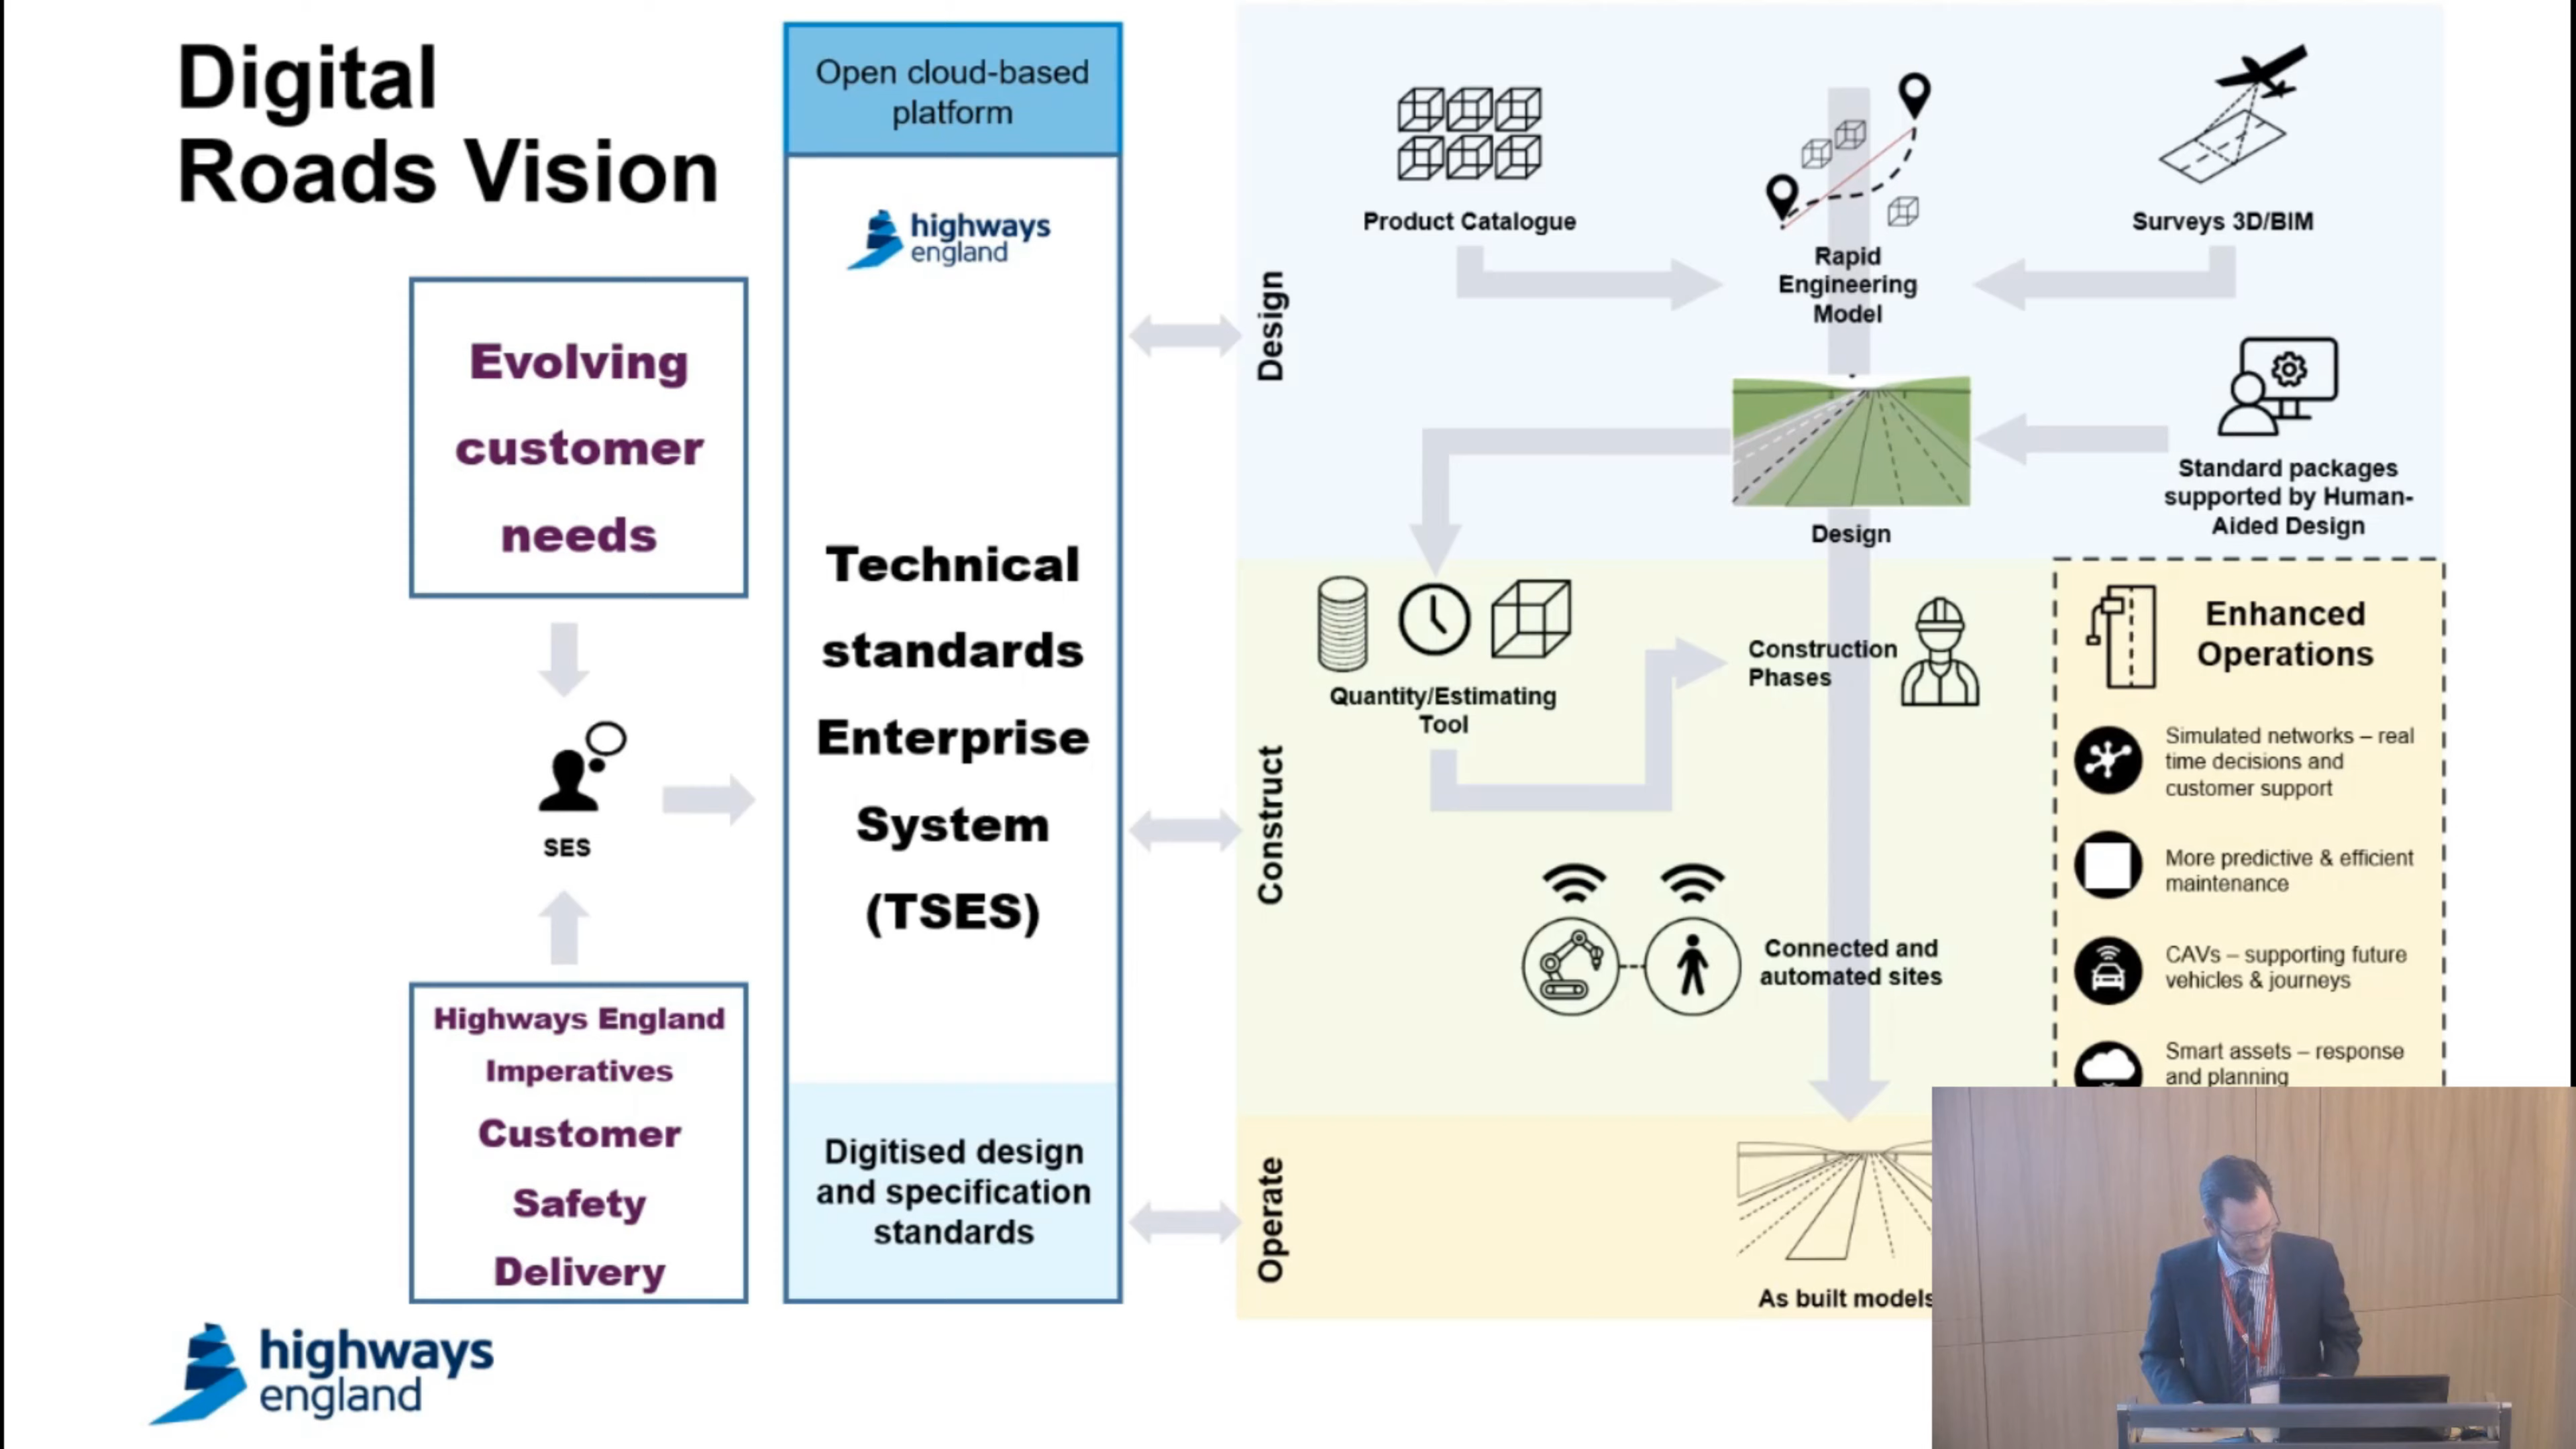 Digital
Roads Vision
Evolving
customer
needs
SES
Highways England
Imperatives
Customer
Safety
Delivery
highways
england
Open cloud-based
platform
highways
england
Technical
standards
Enterprise
System
(TSES)
Digitised design
and specification
standards
Design
Product Catalogue
Rapid
Engineering
Model
Surveys 3D/BIM
Design
Standard packages
supported by Human-
Aided Design
Construct
Quantity/Estimating
Tool
Construction
Phases
Connected and
automated sites
Enhanced
Operations
Simulated networks – real
time decisions and
customer support
More predictive & efficient
maintenance
CAVs – supporting future
vehicles & journeys
Smart assets – response
and planning
Operate
As built models